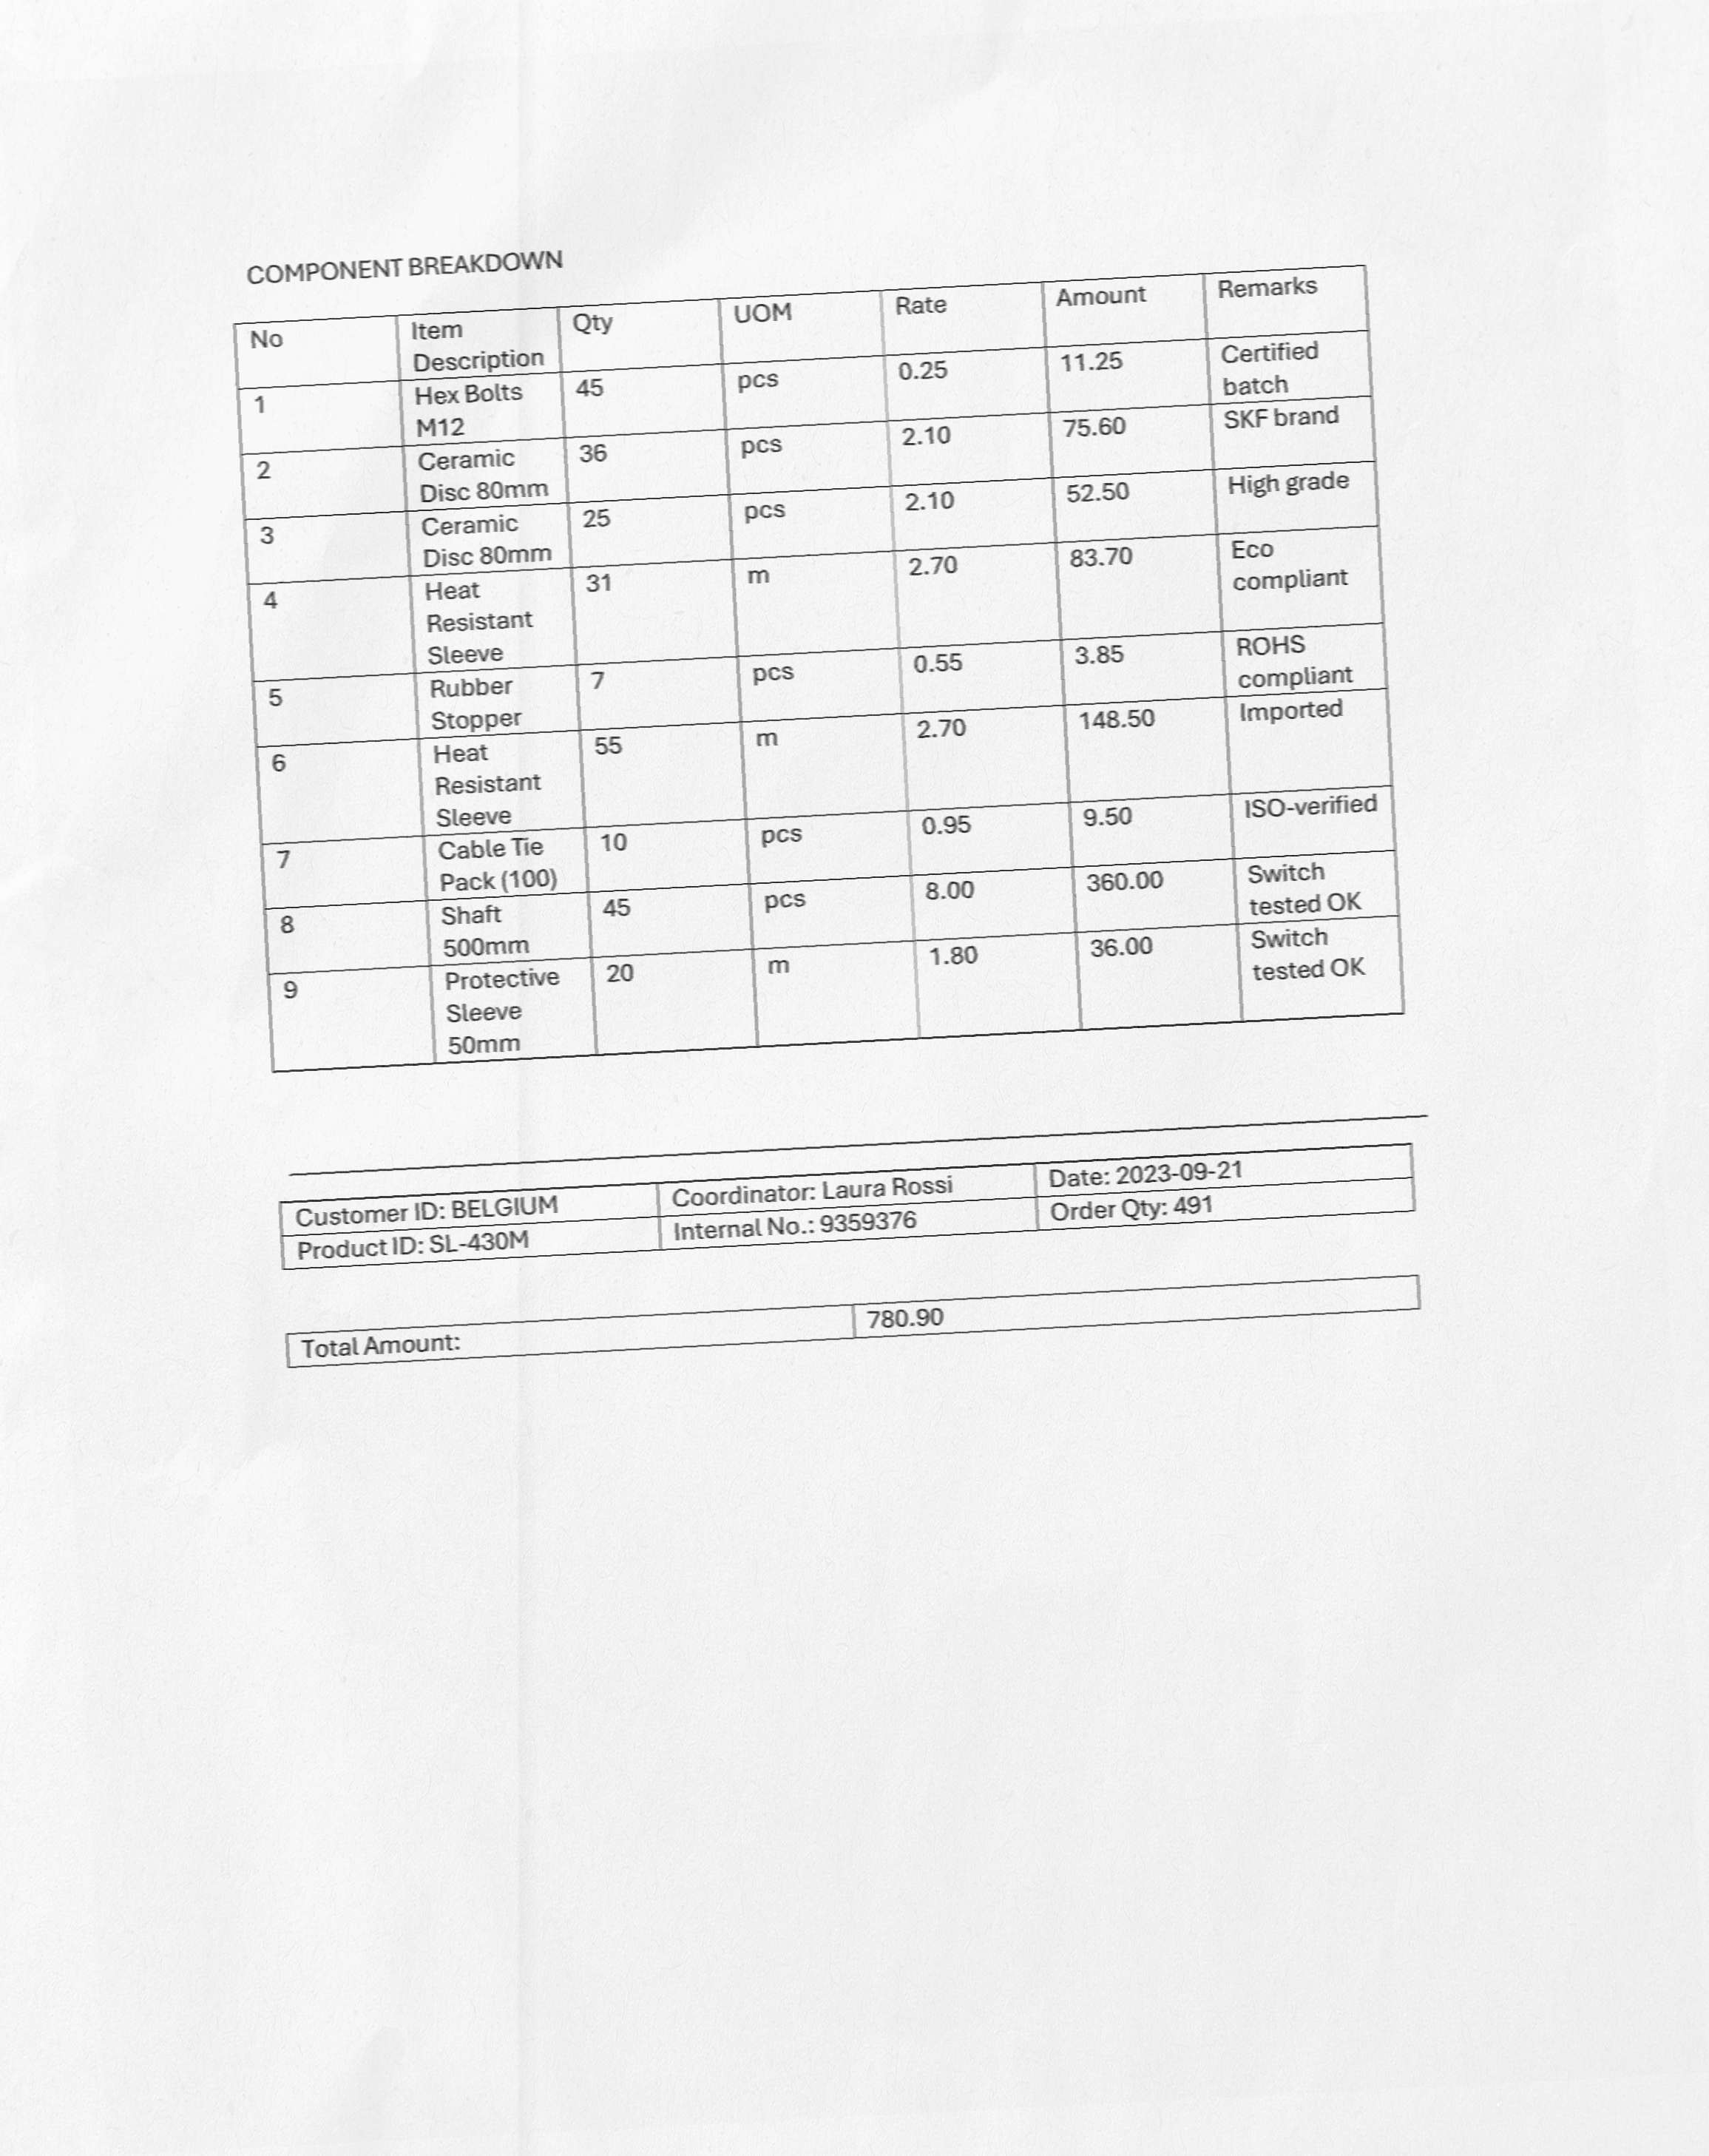 COMPONENT BREAKDOWN
No Item Description Qty UOM Rate Amount Remarks
1 Hex Bolts M12 45 pcs 0.25 11.25 Certified batch
2 Ceramic Disc 80mm 36 pcs 2.10 75.60 SKF brand
3 Ceramic Disc 80mm 25 pcs 2.10 52.50 High grade
4 Heat Resistant Sleeve 31 m 2.70 83.70 Eco compliant
5 Rubber Stopper 7 pcs 0.55 3.85 ROHS compliant
6 Heat Resistant Sleeve 55 m 2.70 148.50 Imported
7 Cable Tie Pack (100) 10 pcs 0.95 9.50 ISO-verified
8 Shaft 500mm 45 pcs 8.00 360.00 Switch tested OK
9 Protective Sleeve 50mm 20 m 1.80 36.00 Switch tested OK
Customer ID: BELGIUM Coordinator: Laura Rossi Date: 2023-09-21
Product ID: SL-430M Internal No.: 9359376 Order Qty: 491
Total Amount: 780.90